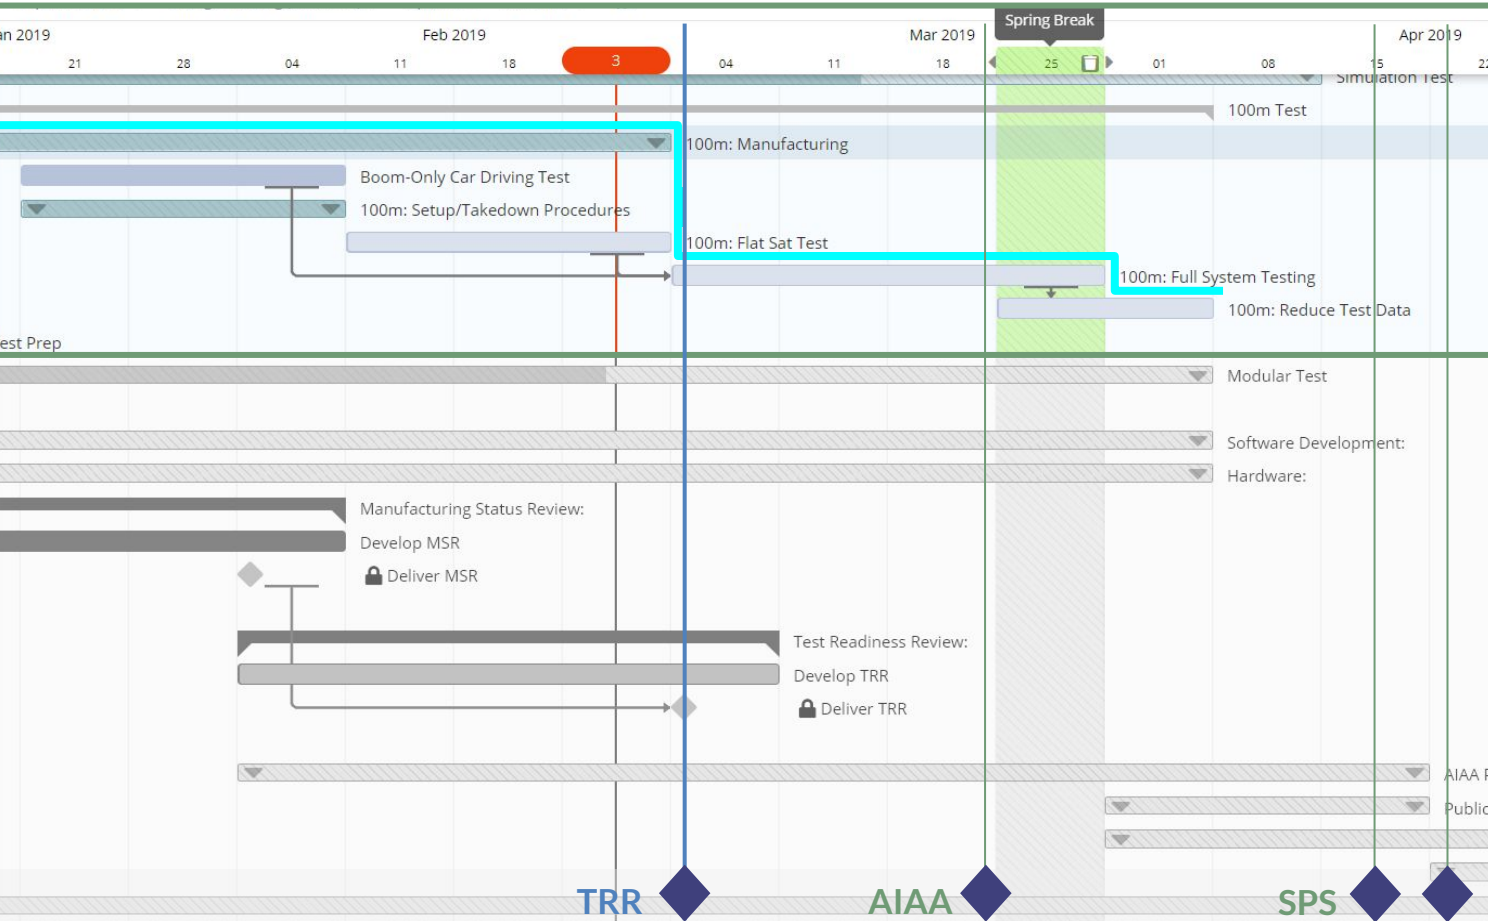 Spring Break
an 2019 Feb 2019 Mar 2019 Apr 2019
21 28 04 11 18 3 04 11 18 25 01 08 15 22
Simulation Test
100m Test
100m: Manufacturing
Boom-Only Car Driving Test
100m: Setup/Takedown Procedures
100m: Flat Sat Test
100m: Full System Testing
100m: Reduce Test Data
est Prep
Modular Test
Software Development:
Hardware:
Manufacturing Status Review:
Develop MSR
Deliver MSR
Test Readiness Review:
Develop TRR
Deliver TRR
AIAA P
Public
TRR AIAA SPS